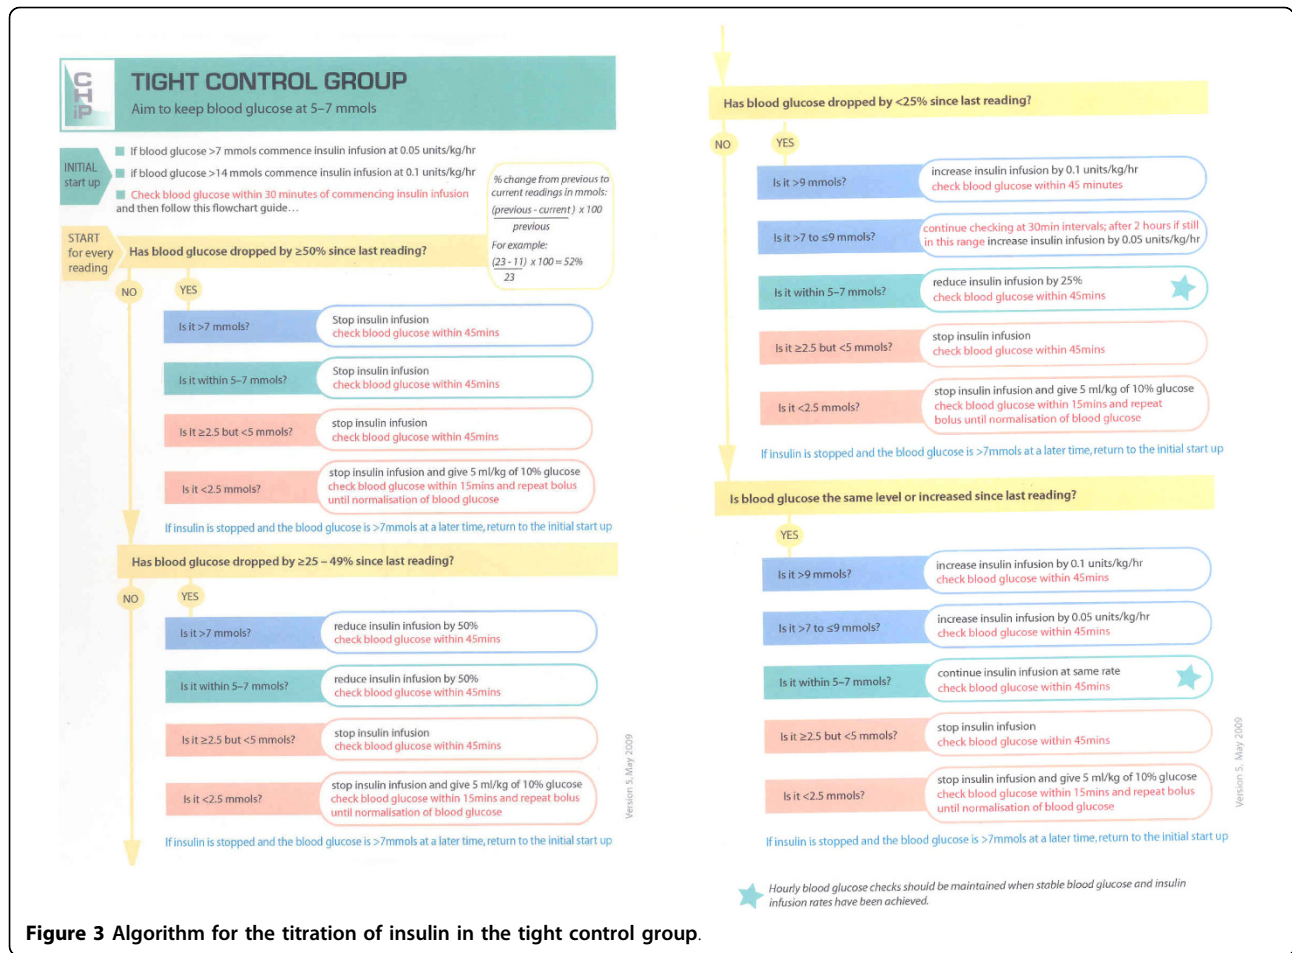 CHiP
TIGHT CONTROL GROUP
Aim to keep blood glucose at 5–7 mmols
INITIAL
start up
If blood glucose >7 mmols commence insulin infusion at 0.05 units/kg/hr
if blood glucose >14 mmols commence insulin infusion at 0.1 units/kg/hr
Check blood glucose within 30 minutes of commencing insulin infusion
and then follow this flowchart guide…
% change from previous to
current readings in mmols:
(previous - current ) x 100
previous
For example:
(23 - 11) x 100 = 52%
23
START
for every
reading
Has blood glucose dropped by ≥50% since last reading?
NO
YES
Is it >7 mmols?
Stop insulin infusion
check blood glucose within 45mins
Is it within 5–7 mmols?
Stop insulin infusion
check blood glucose within 45mins
Is it ≥2.5 but <5 mmols?
stop insulin infusion
check blood glucose within 45mins
Is it <2.5 mmols?
stop insulin infusion and give 5 ml/kg of 10% glucose
check blood glucose within 15mins and repeat bolus
until normalisation of blood glucose
If insulin is stopped and the blood glucose is >7mmols at a later time, return to the initial start up
Has blood glucose dropped by ≥25 – 49% since last reading?
NO
YES
Is it >7 mmols?
reduce insulin infusion by 50%
check blood glucose within 45mins
Is it within 5–7 mmols?
reduce insulin infusion by 50%
check blood glucose within 45mins
Is it ≥2.5 but <5 mmols?
stop insulin infusion
check blood glucose within 45mins
Is it <2.5 mmols?
stop insulin infusion and give 5 ml/kg of 10% glucose
check blood glucose within 15mins and repeat bolus
until normalisation of blood glucose
If insulin is stopped and the blood glucose is >7mmols at a later time, return to the initial start up
Version 5, May 2009
Has blood glucose dropped by <25% since last reading?
NO
YES
Is it >9 mmols?
increase insulin infusion by 0.1 units/kg/hr
check blood glucose within 45 minutes
Is it >7 to ≤9 mmols?
continue checking at 30min intervals; after 2 hours if still
in this range increase insulin infusion by 0.05 units/kg/hr
Is it within 5–7 mmols?
reduce insulin infusion by 25%
check blood glucose within 45mins
Is it ≥2.5 but <5 mmols?
stop insulin infusion
check blood glucose within 45mins
Is it <2.5 mmols?
stop insulin infusion and give 5 ml/kg of 10% glucose
check blood glucose within 15mins and repeat
bolus until normalisation of blood glucose
If insulin is stopped and the blood glucose is >7mmols at a later time, return to the initial start up
Is blood glucose the same level or increased since last reading?
YES
Is it >9 mmols?
increase insulin infusion by 0.1 units/kg/hr
check blood glucose within 45mins
Is it >7 to ≤9 mmols?
increase insulin infusion by 0.05 units/kg/hr
check blood glucose within 45mins
Is it within 5–7 mmols?
continue insulin infusion at same rate
check blood glucose within 45mins
Is it ≥2.5 but <5 mmols?
stop insulin infusion
check blood glucose within 45mins
Is it <2.5 mmols?
stop insulin infusion and give 5 ml/kg of 10% glucose
check blood glucose within 15mins and repeat bolus
until normalisation of blood glucose
If insulin is stopped and the blood glucose is >7mmols at a later time, return to the initial start up
Version 5, May 2009
Hourly blood glucose checks should be maintained when stable blood glucose and insulin
infusion rates have been achieved.
Figure 3 Algorithm for the titration of insulin in the tight control group.